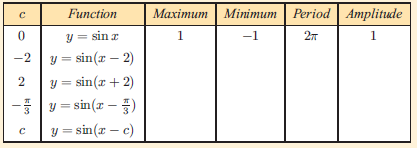 c Function Maximum Minimum Period Amplitude
0 y = sin x 1 −1 2π 1
−2 y = sin(x − 2)
2 y = sin(x + 2)
−π/3 y = sin(x − π/3)
c y = sin(x − c)